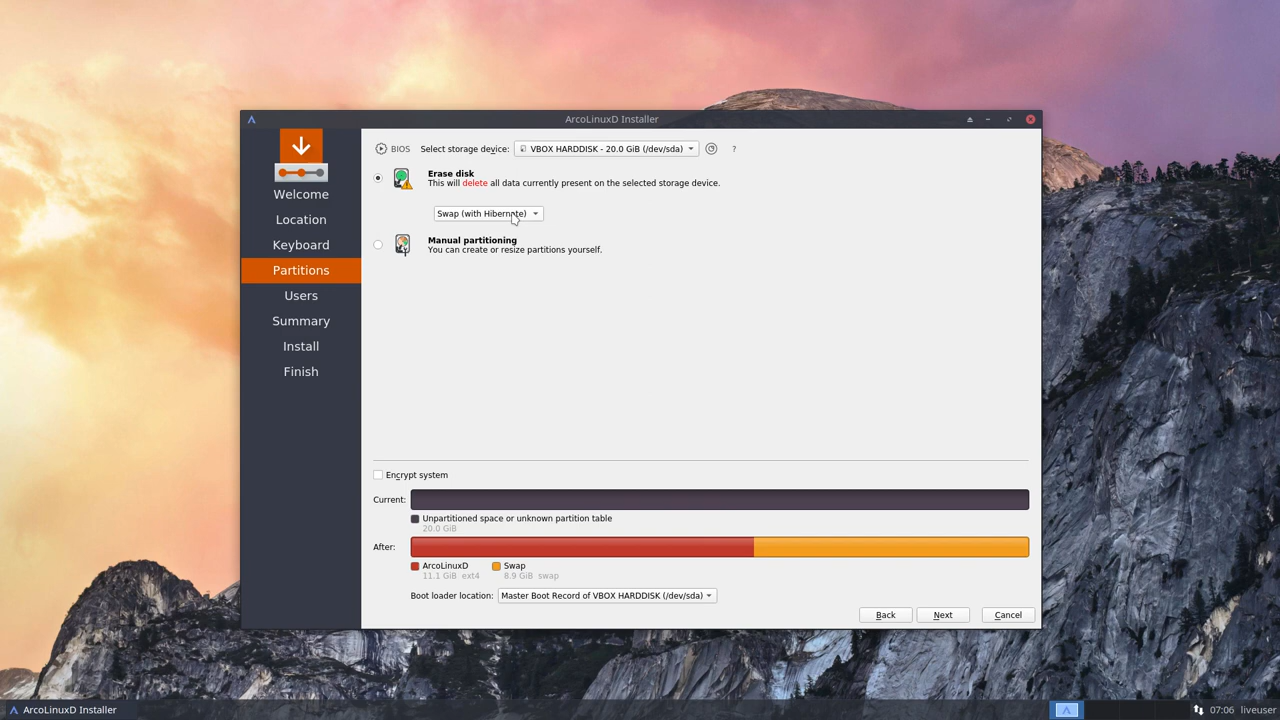 ArcoLinuxD Installer
BIOS Select storage device: VBOX HARDDISK - 20.0 GiB (/dev/sda) ?
Erase disk
This will delete all data currently present on the selected storage device.
Swap (with Hibernate)
Manual partitioning
You can create or resize partitions yourself.
Welcome
Location
Keyboard
Partitions
Users
Summary
Install
Finish
Encrypt system
Current:
Unpartitioned space or unknown partition table
20.0 GiB
After:
ArcoLinuxD Swap
11.1 GiB ext4 8.9 GiB swap
Boot loader location: Master Boot Record of VBOX HARDDISK (/dev/sda)
Back Next Cancel
ArcoLinuxD Installer 07:06 liveuser